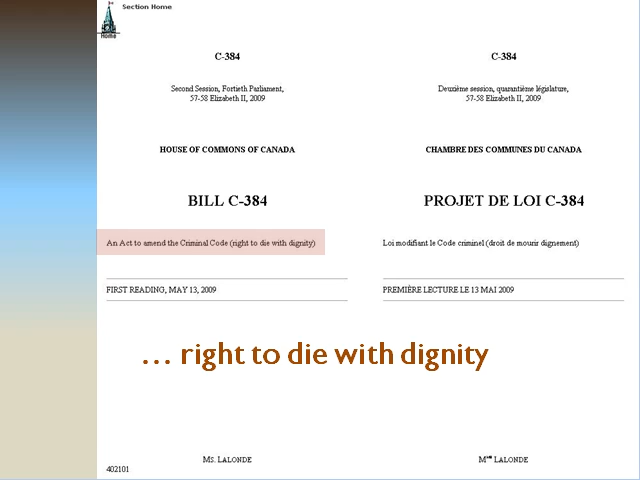 Section Home
Home
C-384
Second Session, Fortieth Parliament,
57-58 Elizabeth II, 2009
HOUSE OF COMMONS OF CANADA
BILL C-384
An Act to amend the Criminal Code (right to die with dignity)
FIRST READING, MAY 13, 2009
C-384
Deuxième session, quarantième législature,
57-58 Elizabeth II, 2009
CHAMBRE DES COMMUNES DU CANADA
PROJET DE LOI C-384
Loi modifiant le Code criminel (droit de mourir dignement)
PREMIÈRE LECTURE LE 13 MAI 2009
... right to die with dignity
MS. LALONDE
Mme LALONDE
402101